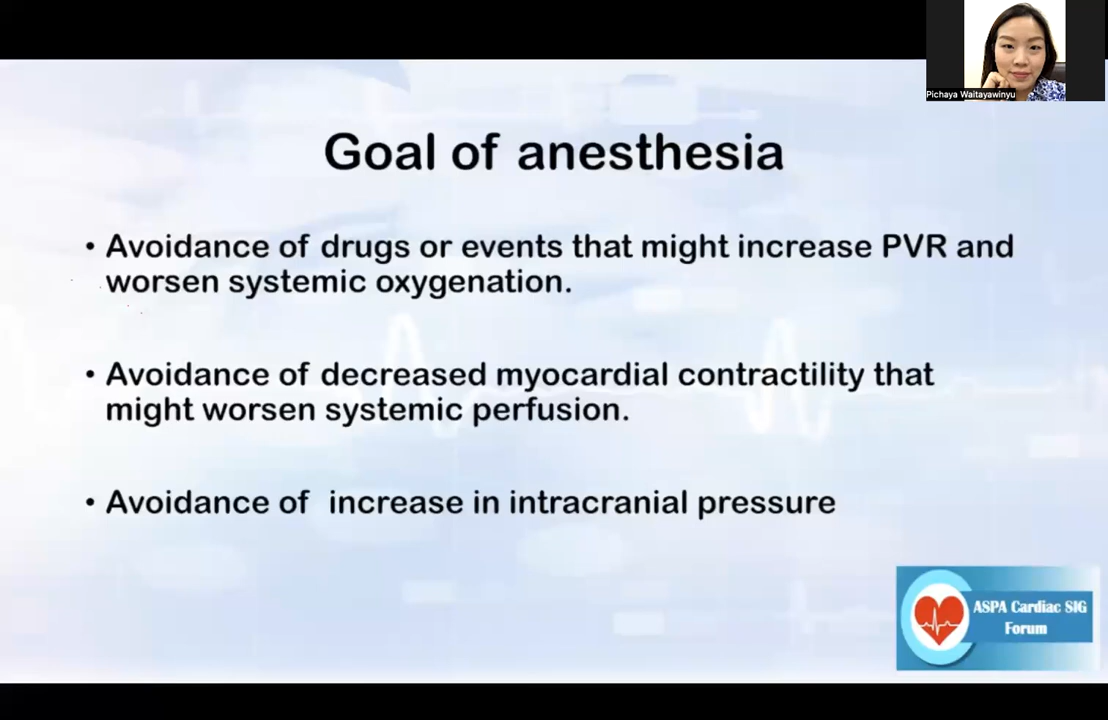 Pichaya Waitayawinyu
Goal of anesthesia
• Avoidance of drugs or events that might increase PVR and
worsen systemic oxygenation.
• Avoidance of decreased myocardial contractility that
might worsen systemic perfusion.
• Avoidance of  increase in intracranial pressure
ASPA Cardiac SIG
Forum